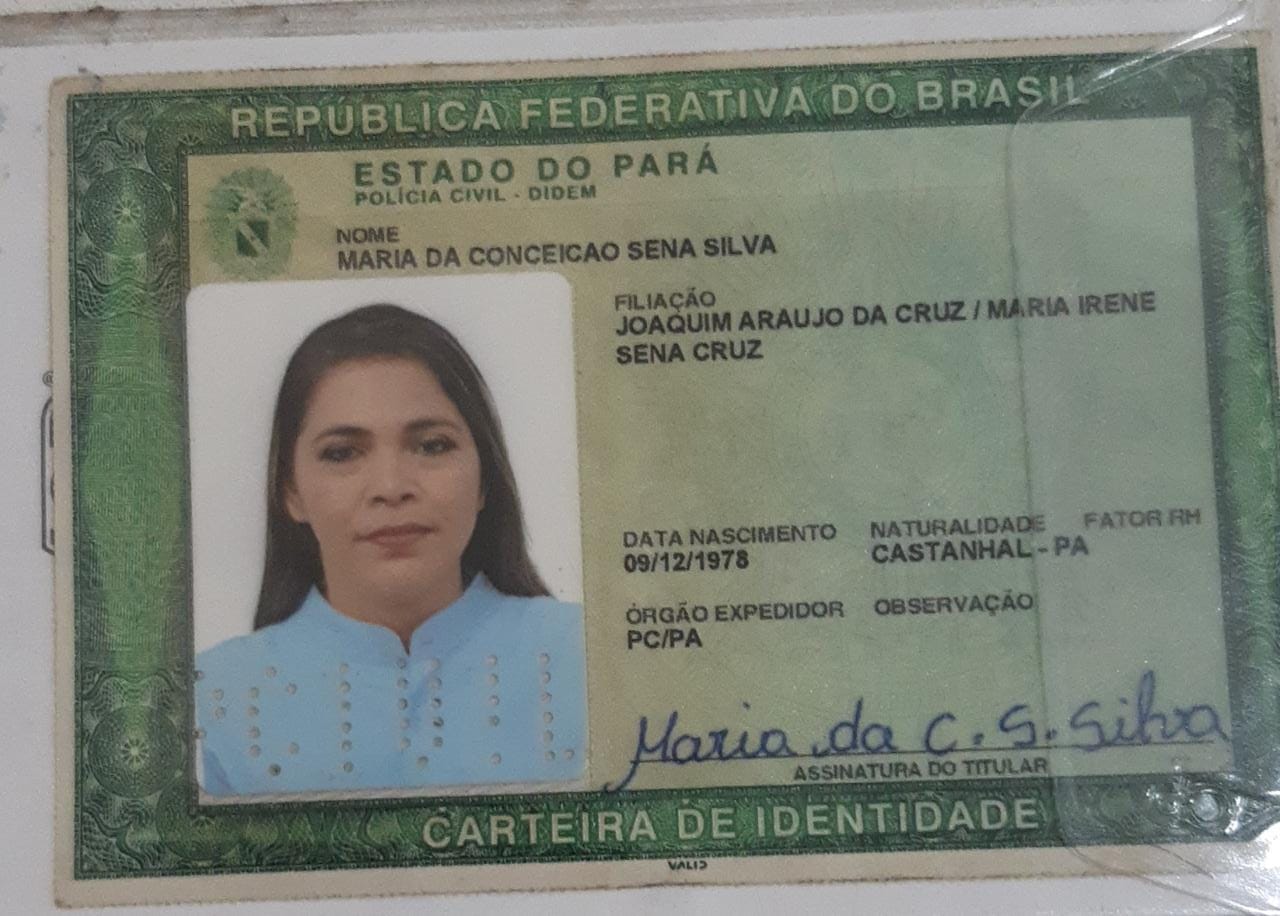 REPÚBLICA FEDERATIVA DO BRASIL
ESTADO DO PARÁ
POLÍCIA CIVIL - DIDEM
NOME
MARIA DA CONCEICAO SENA SILVA
FILIAÇÃO
JOAQUIM ARAUJO DA CRUZ / MARIA IRENE
SENA CRUZ
DATA NASCIMENTO NATURALIDADE FATOR RH
09/12/1978 CASTANHAL - PA
ÓRGÃO EXPEDIDOR OBSERVAÇÃO
PC/PA
Maria da C. S. Silva
ASSINATURA DO TITULAR
CARTEIRA DE IDENTIDADE
VALID